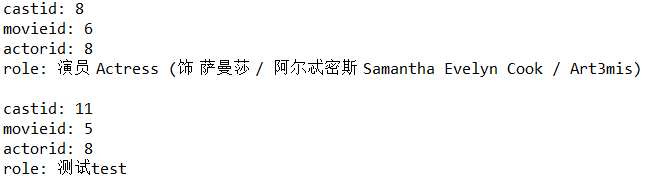 castid: 8
movieid: 6
actorid: 8
role: 演员 Actress (饰 萨曼莎 / 阿尔忒密斯 Samantha Evelyn Cook / Art3mis)
castid: 11
movieid: 5
actorid: 8
role: 测试test